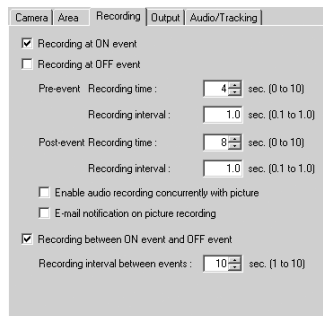 Camera Area Recording Output Audio/Tracking
Recording at ON event
Recording at OFF event
Pre-event Recording time : 4 sec. (0 to 10)
Recording interval : 1.0 sec. (0.1 to 1.0)
Post-event Recording time : 8 sec. (0 to 10)
Recording interval : 1.0 sec. (0.1 to 1.0)
Enable audio recording concurrently with picture
E-mail notification on picture recording
Recording between ON event and OFF event
Recording interval between events : 10 sec. (1 to 10)